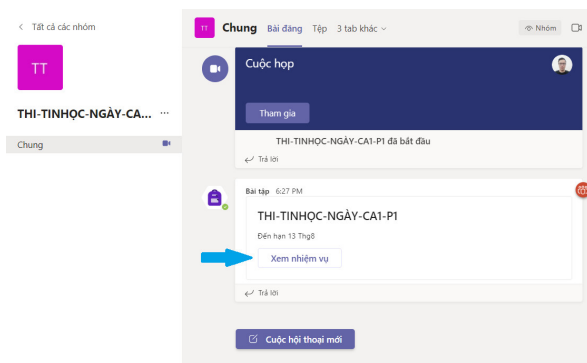 Tất cả các nhóm
TT
THI-TINHỌC-NGÀY-CA... ...
Chung
TT Chung Bài đăng Tệp 3 tab khác Nhóm
Cuộc họp
Tham gia
THI-TINHỌC-NGÀY-CA1-P1 đã bắt đầu
Trả lời
Bài tập 6:27 PM
THI-TINHỌC-NGÀY-CA1-P1
Đến hạn 13 Thg8
Xem nhiệm vụ
Trả lời
Cuộc hội thoại mới